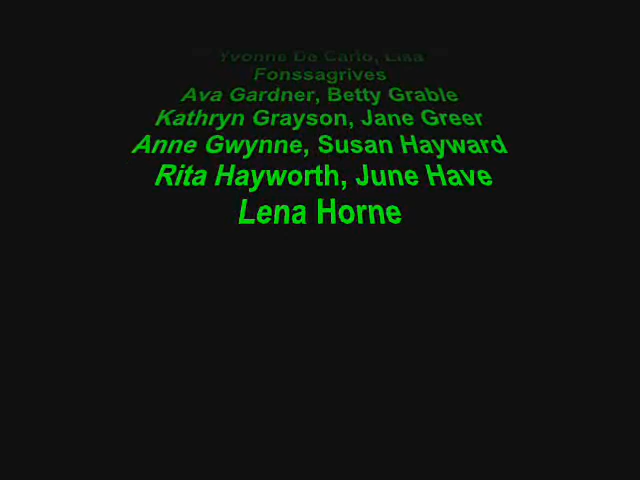 Yvonne De Carlo, Lisa
Fonssagrives
Ava Gardner, Betty Grable
Kathryn Grayson, Jane Greer
Anne Gwynne, Susan Hayward
Rita Hayworth, June Have
Lena Horne